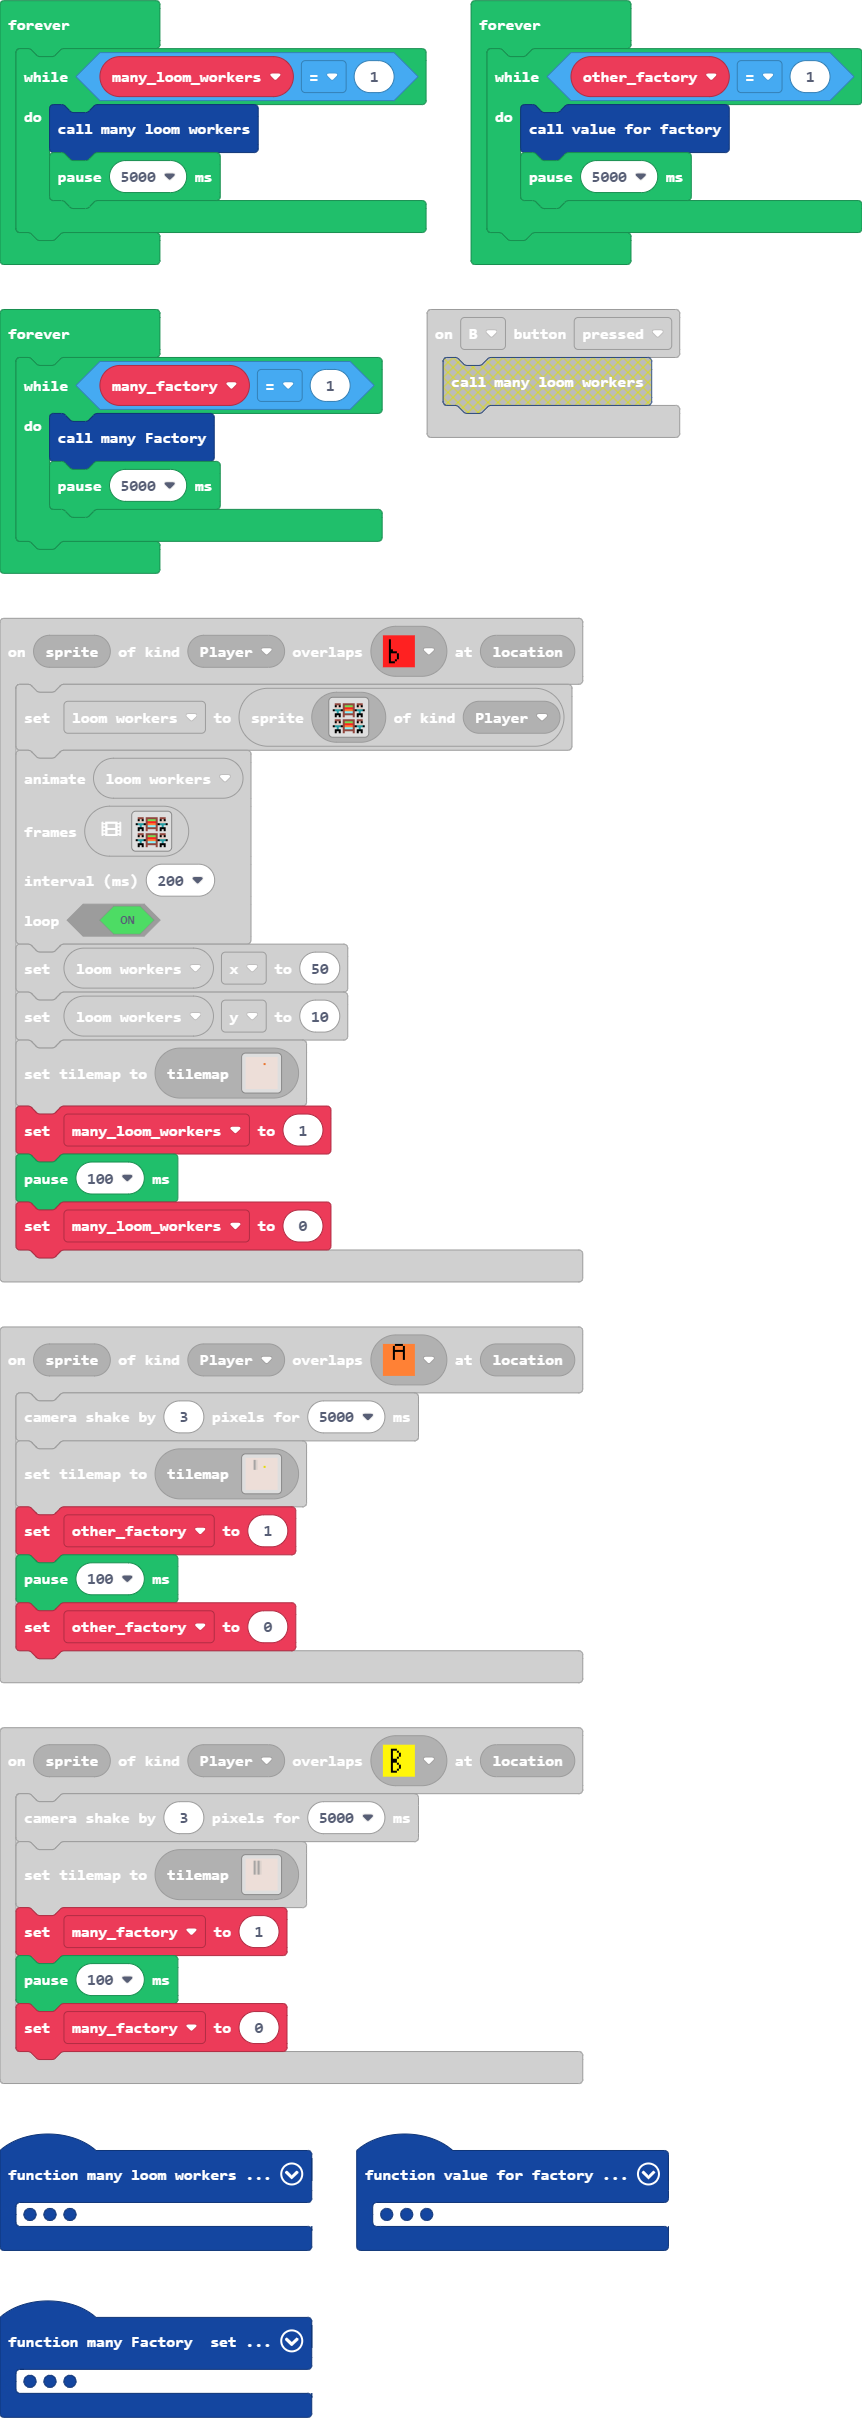 forever
while many_loom_workers = 1
do
call many loom workers
pause 5000 ms
forever
while other_factory = 1
do
call value for factory
pause 5000 ms
forever
while many_factory = 1
do
call many Factory
pause 5000 ms
on B button pressed
call many loom workers
on sprite of kind Player overlaps b at location
set loom workers to sprite of kind Player
animate loom workers
frames
interval (ms) 200
loop ON
set loom workers x to 50
set loom workers y to 10
set tilemap to tilemap
set many_loom_workers to 1
pause 100 ms
set many_loom_workers to 0
on sprite of kind Player overlaps A at location
camera shake by 3 pixels for 5000 ms
set tilemap to tilemap
set other_factory to 1
pause 100 ms
set other_factory to 0
on sprite of kind Player overlaps B at location
camera shake by 3 pixels for 5000 ms
set tilemap to tilemap
set many_factory to 1
pause 100 ms
set many_factory to 0
function many loom workers ...
function value for factory ...
function many Factory set ...